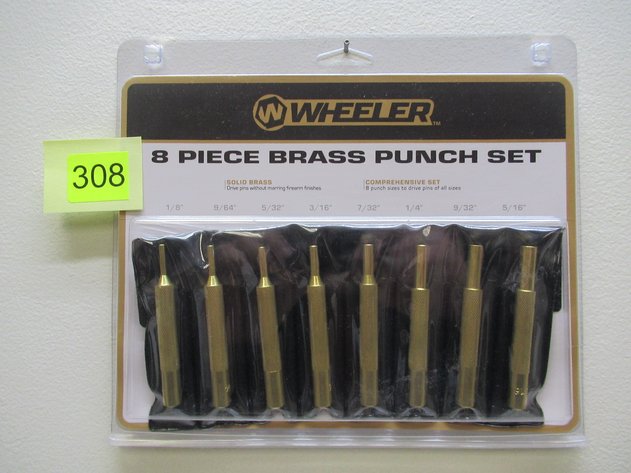 WHEELER™
8 PIECE BRASS PUNCH SET
308
SOLID BRASS
Drive pins without marring firearm finishes
COMPREHENSIVE SET
8 punch sizes to drive pins of all sizes
1/8" 9/64" 5/32" 3/16" 7/32" 1/4" 9/32" 5/16"